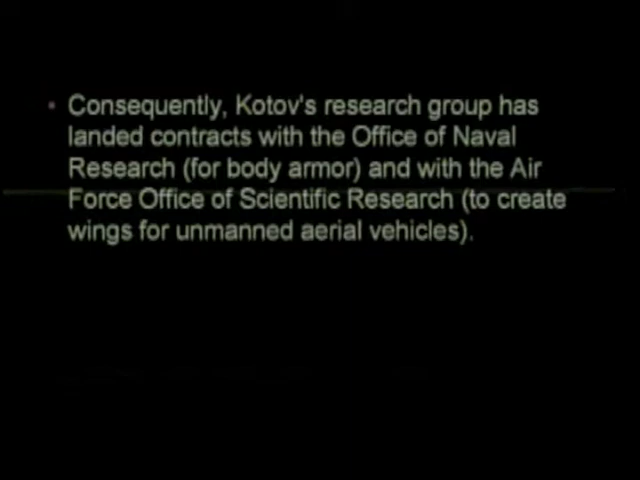 • Consequently, Kotov's research group has
landed contracts with the Office of Naval
Research (for body armor) and with the Air
Force Office of Scientific Research (to create
wings for unmanned aerial vehicles).